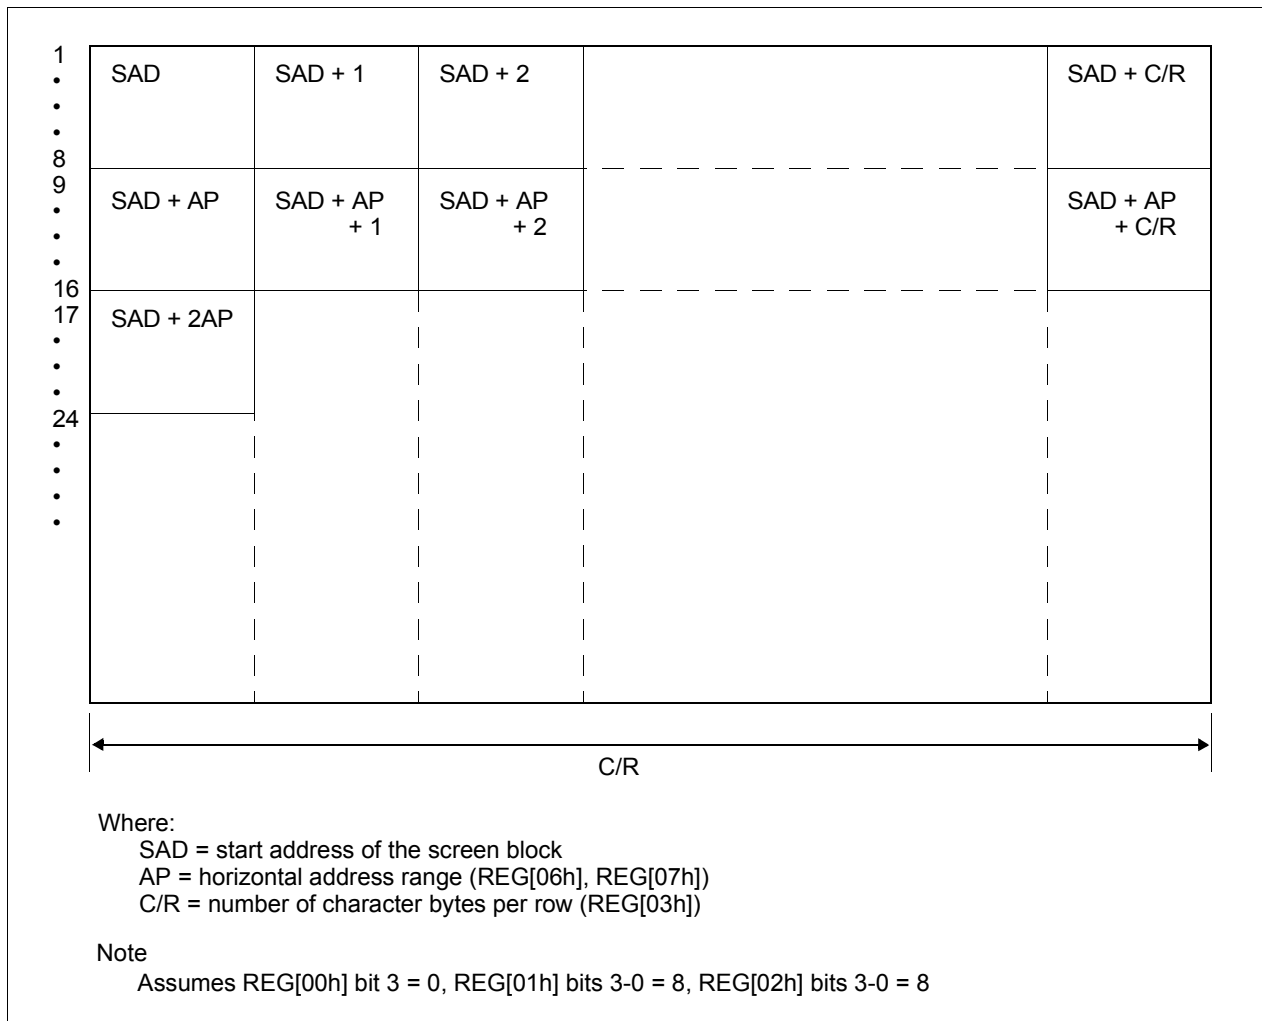 1
•
•
•
8
SAD
SAD + 1
SAD + 2
SAD + C/R
9
•
•
•
16
SAD + AP
SAD + AP
+ 1
SAD + AP
+ 2
SAD + AP
+ C/R
17
•
•
•
24
•
•
•
•
SAD + 2AP
C/R
Where:
SAD = start address of the screen block
AP = horizontal address range (REG[06h], REG[07h])
C/R = number of character bytes per row (REG[03h])
Note
Assumes REG[00h] bit 3 = 0, REG[01h] bits 3-0 = 8, REG[02h] bits 3-0 = 8